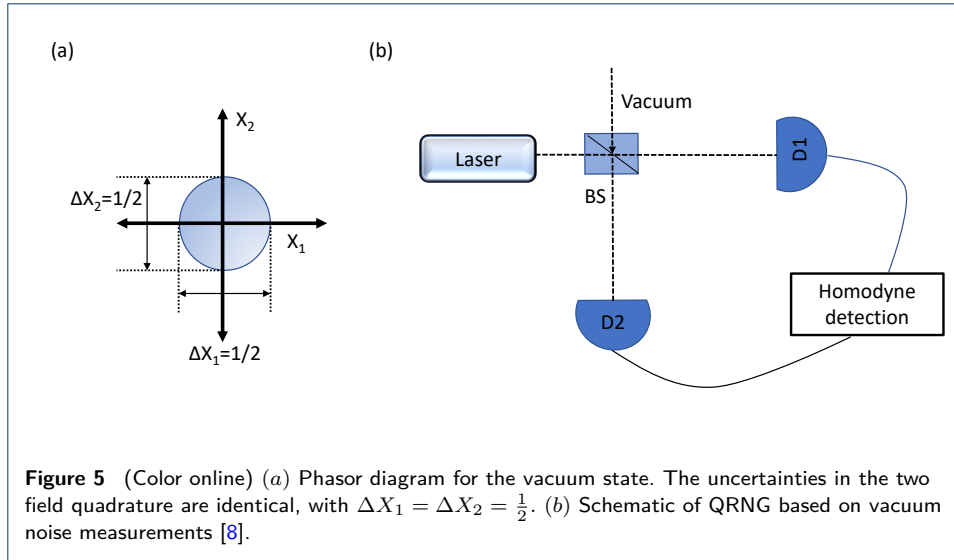 (a)
X₂
ΔX₂=1/2
X₁
ΔX₁=1/2
(b)
Vacuum
Laser
BS
D1
D2
Homodyne
detection
Figure 5 (Color online) (a) Phasor diagram for the vacuum state. The uncertainties in the two
field quadrature are identical, with ΔX₁ = ΔX₂ = 1/2. (b) Schematic of QRNG based on vacuum
noise measurements [8].